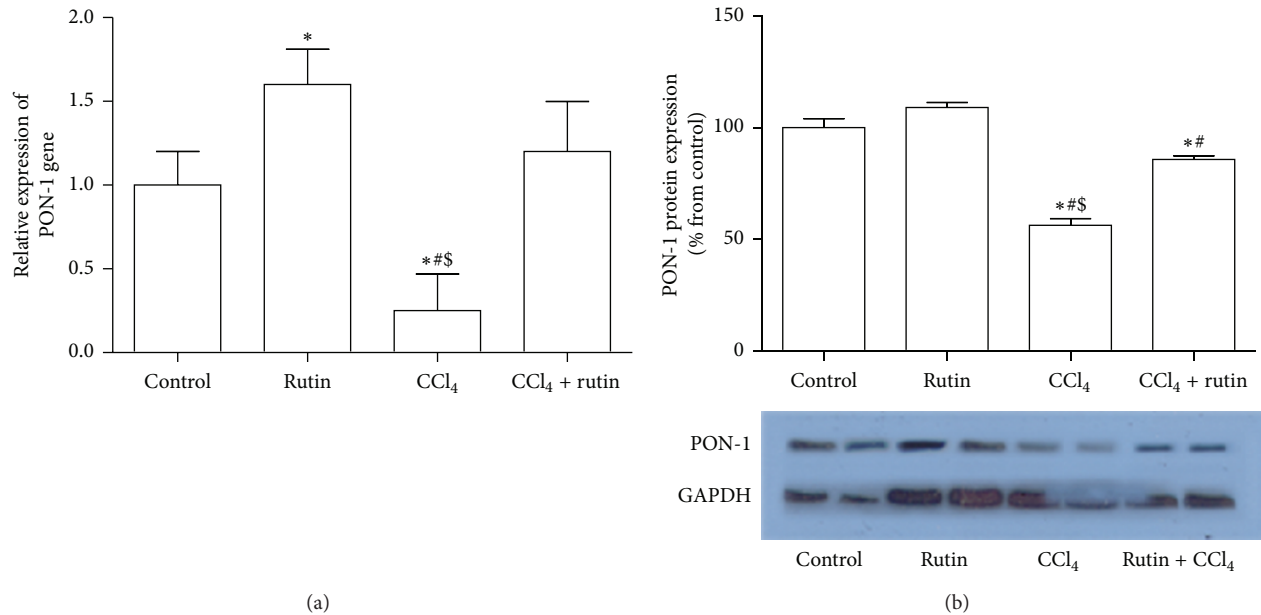 2.0
1.5
1.0
0.5
0.0
Relative expression of
PON-1 gene
*
*#$
Control
Rutin
CCl₄
CCl₄ + rutin
(a)
150
100
50
0
PON-1 protein expression
(% from control)
*#$
*#
Control
Rutin
CCl₄
CCl₄ + rutin
PON-1
GAPDH
Control
Rutin
CCl₄
Rutin + CCl₄
(b)